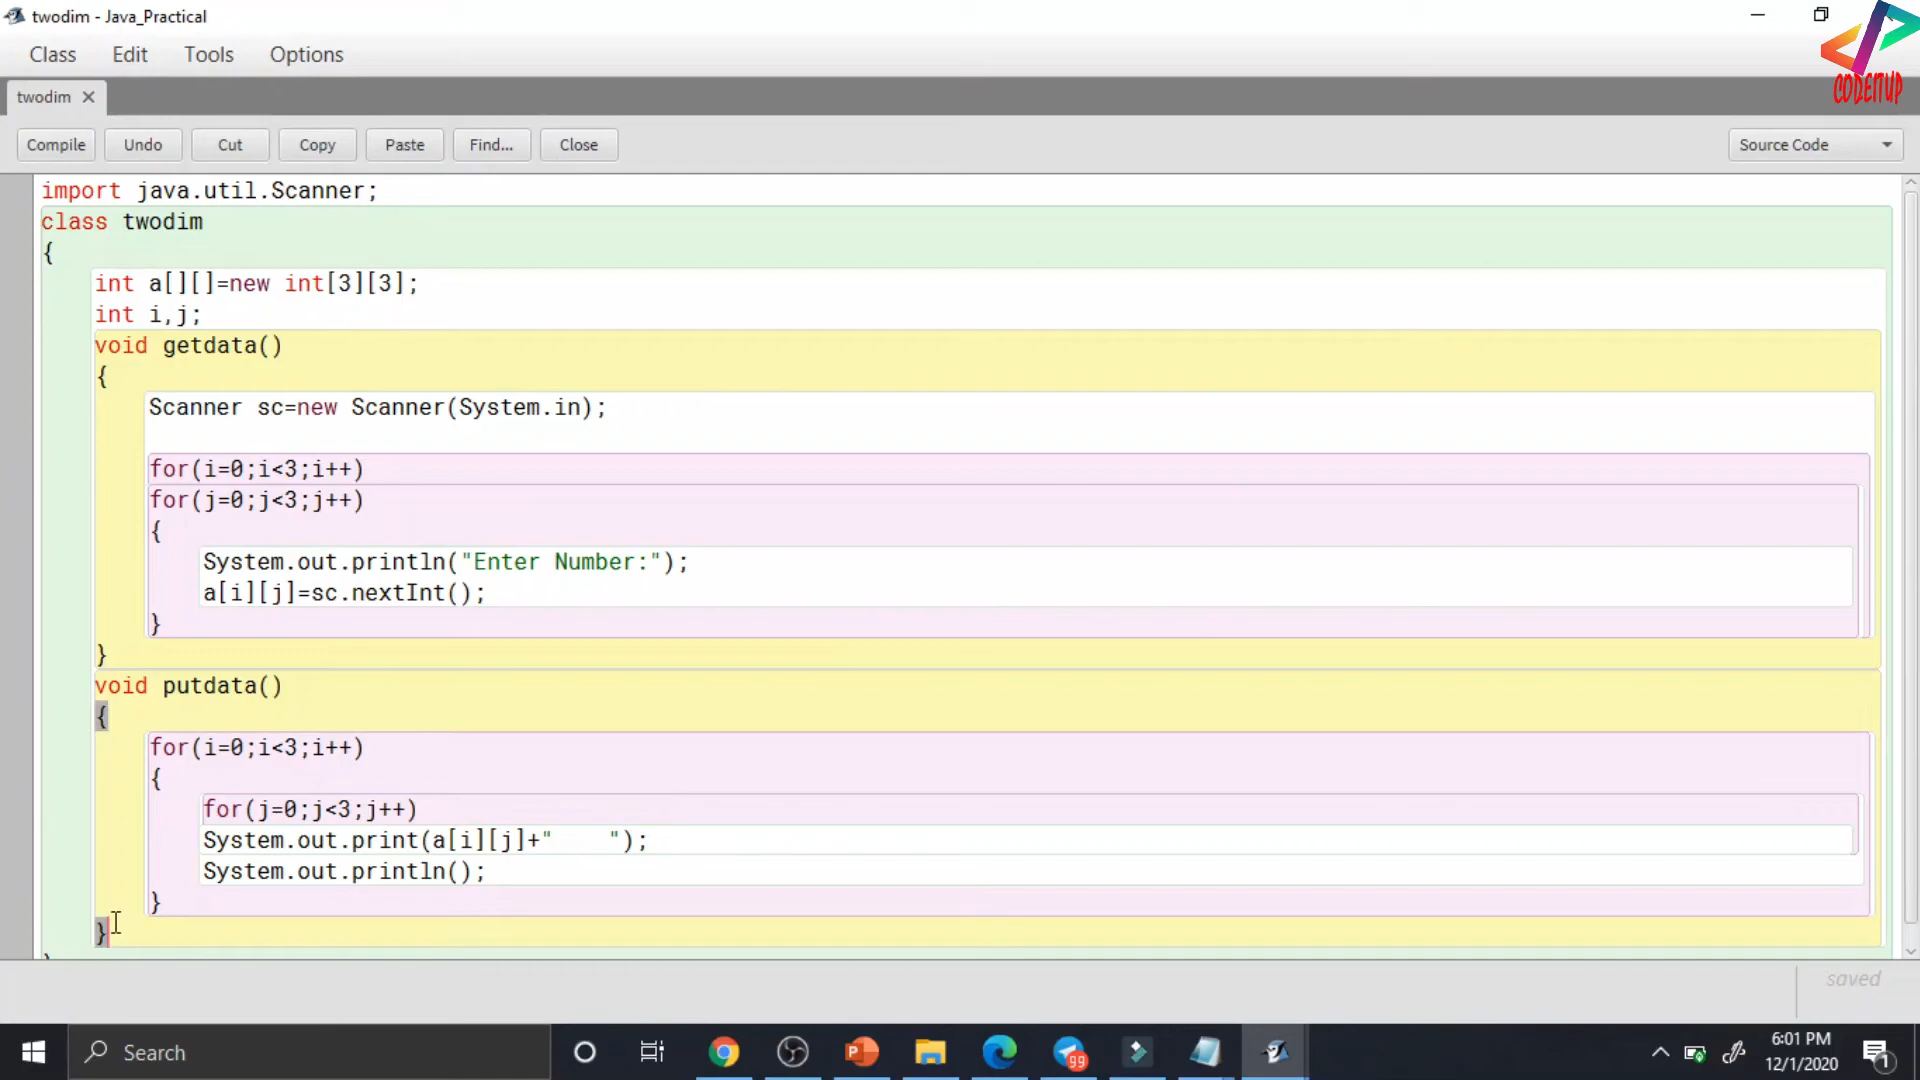 twodim - Java_Practical
CODEITUP
Class Edit Tools Options
twodim
Compile Undo Cut Copy Paste Find... Close Source Code
import java.util.Scanner;
class twodim
{
int a[][]=new int[3][3];
int i,j;
void getdata()
{
Scanner sc=new Scanner(System.in);
for(i=0;i<3;i++)
for(j=0;j<3;j++)
{
System.out.println("Enter Number:");
a[i][j]=sc.nextInt();
}
}
void putdata()
{
for(i=0;i<3;i++)
{
for(j=0;j<3;j++)
System.out.print(a[i][j]+"    ");
System.out.println();
}
}
saved
Search
99
6:01 PM
12/1/2020
1